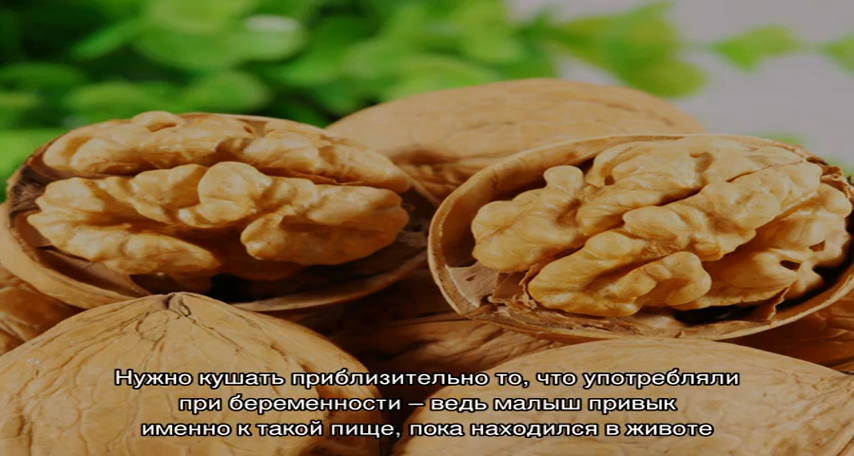 Нужно кушать приблизительно то, что употребляли
при беременности – ведь малыш привык
именно к такой пище, пока находился в животе